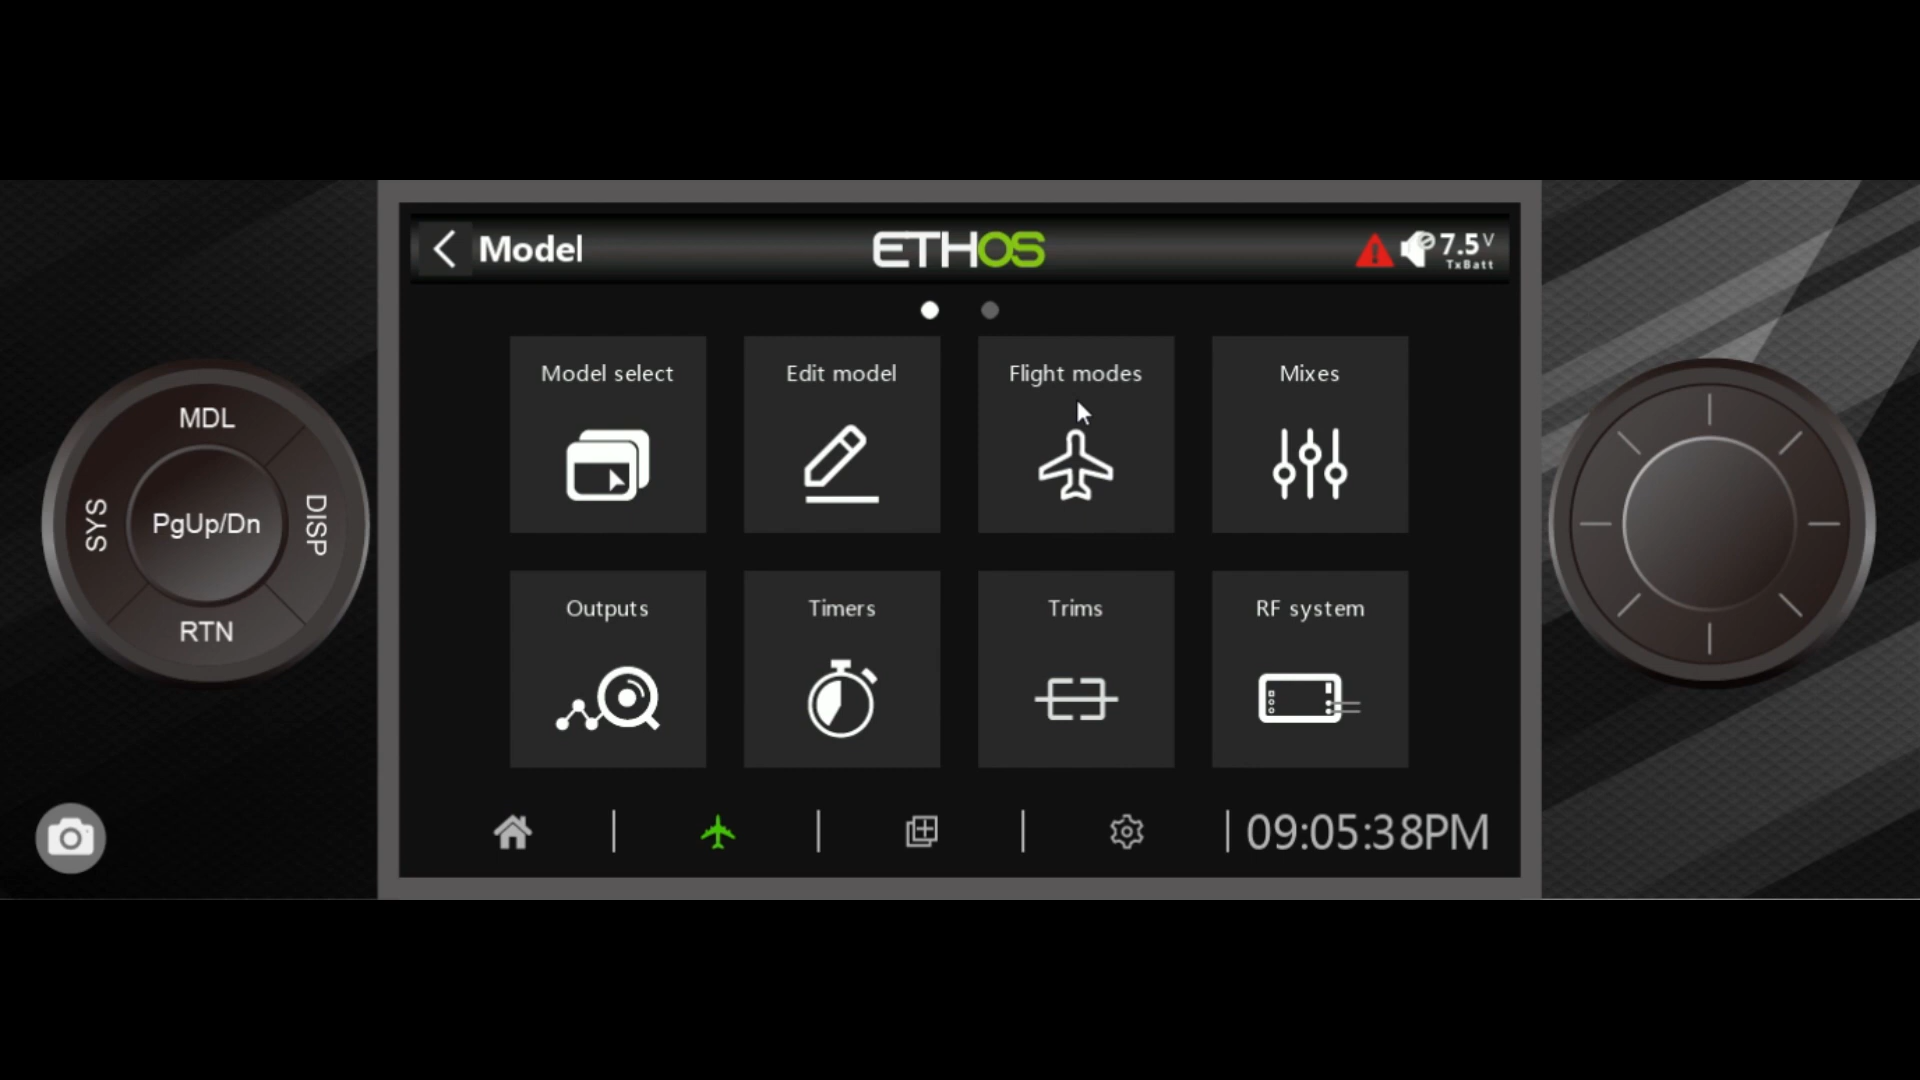 Model
ETHOS
7.5V
TxBatt
Model select
Edit model
Flight modes
Mixes
MDL
SYS
PgUp/Dn
DISP
RTN
Outputs
Timers
Trims
RF system
09:05:38PM